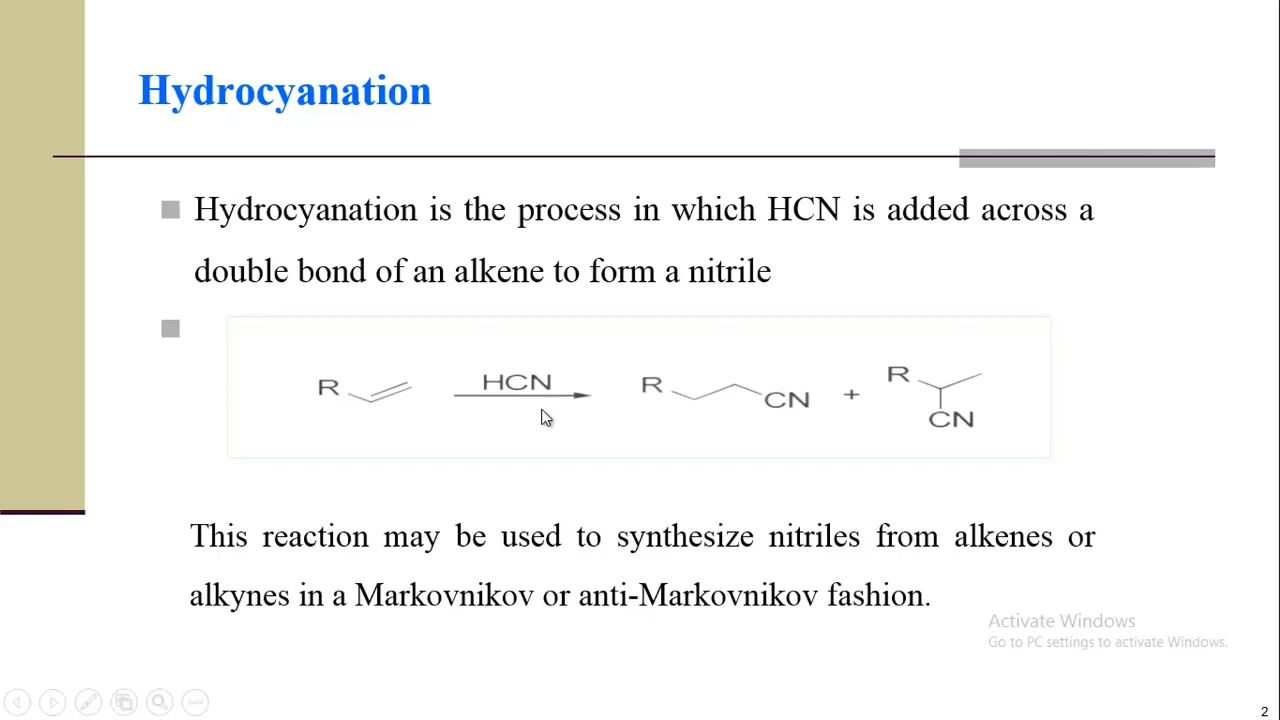 Hydrocyanation
Hydrocyanation is the process in which HCN is added across a
double bond of an alkene to form a nitrile
R HCN R CN + R CN
This reaction may be used to synthesize nitriles from alkenes or
alkynes in a Markovnikov or anti-Markovnikov fashion.
Activate Windows
Go to PC settings to activate Windows.
2